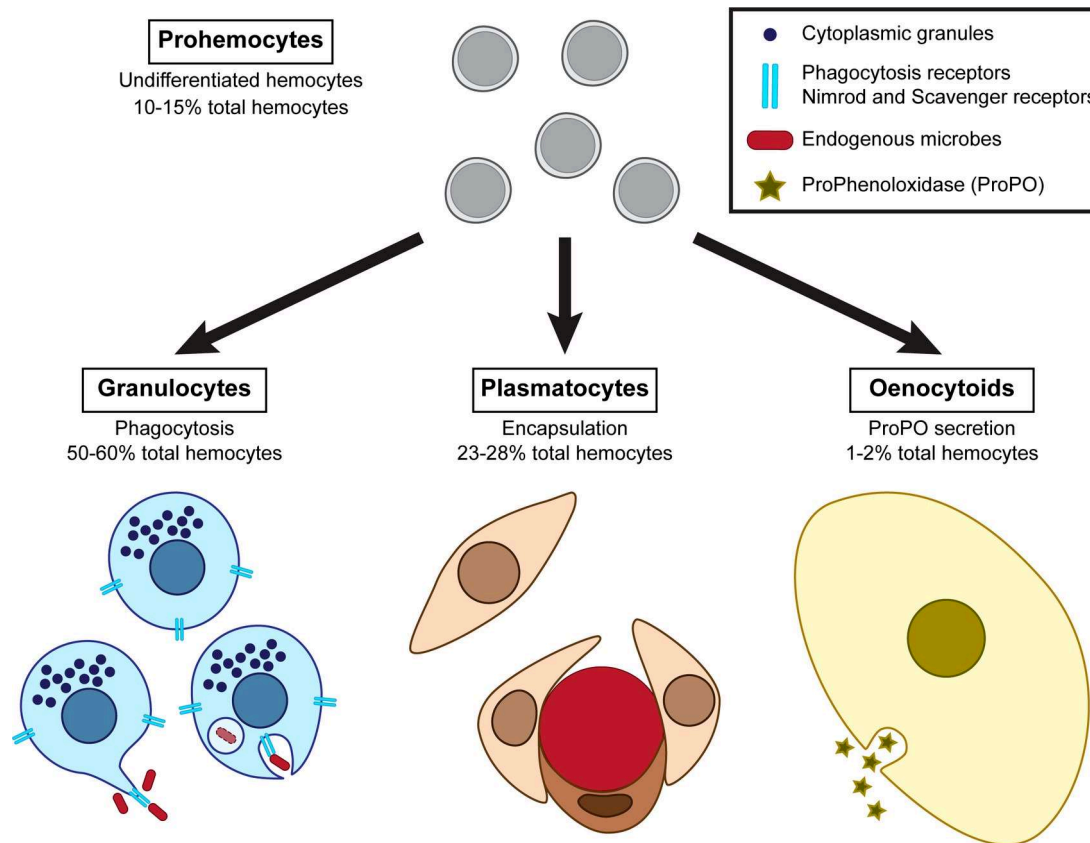 Prohemocytes
Undifferentiated hemocytes
10-15% total hemocytes
Cytoplasmic granules
Phagocytosis receptors
Nimrod and Scavenger receptors
Endogenous microbes
ProPhenoloxidase (ProPO)
Granulocytes
Phagocytosis
50-60% total hemocytes
Plasmatocytes
Encapsulation
23-28% total hemocytes
Oenocytoids
ProPO secretion
1-2% total hemocytes